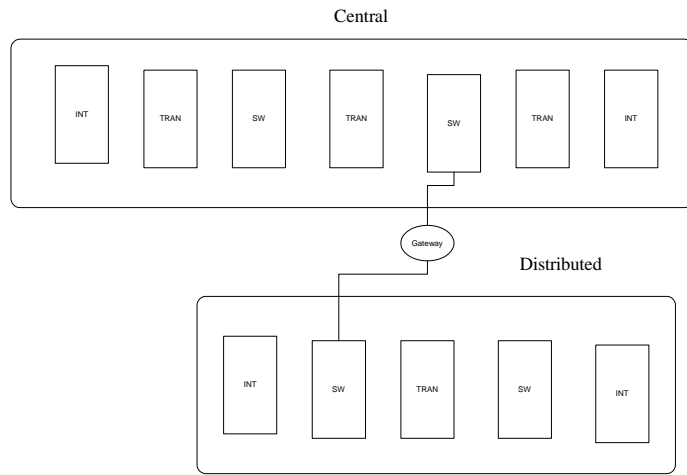 Central
INT
TRAN
SW
TRAN
SW
TRAN
INT
Gateway
Distributed
INT
SW
TRAN
SW
INT